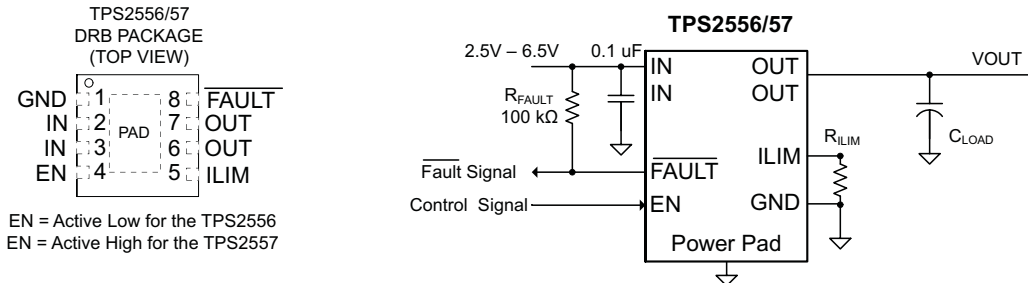 TPS2556/57
DRB PACKAGE
(TOP VIEW)
GND 1 8 FAULT
IN 2 PAD 7 OUT
IN 3 6 OUT
EN 4 5 ILIM
EN = Active Low for the TPS2556
EN = Active High for the TPS2557
TPS2556/57
2.5V – 6.5V 0.1 uF IN OUT VOUT
IN OUT
RFAULT
100 kΩ
CLOAD
RILIM
ILIM
Fault Signal FAULT
Control Signal EN GND
Power Pad